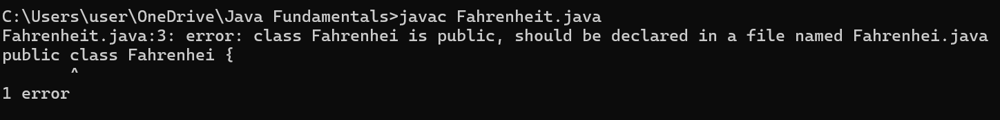 C:\Users\user\OneDrive\Java Fundamentals>javac Fahrenheit.java
Fahrenheit.java:3: error: class Fahrenhei is public, should be declared in a file named Fahrenhei.java
public class Fahrenhei {
       ^
1 error